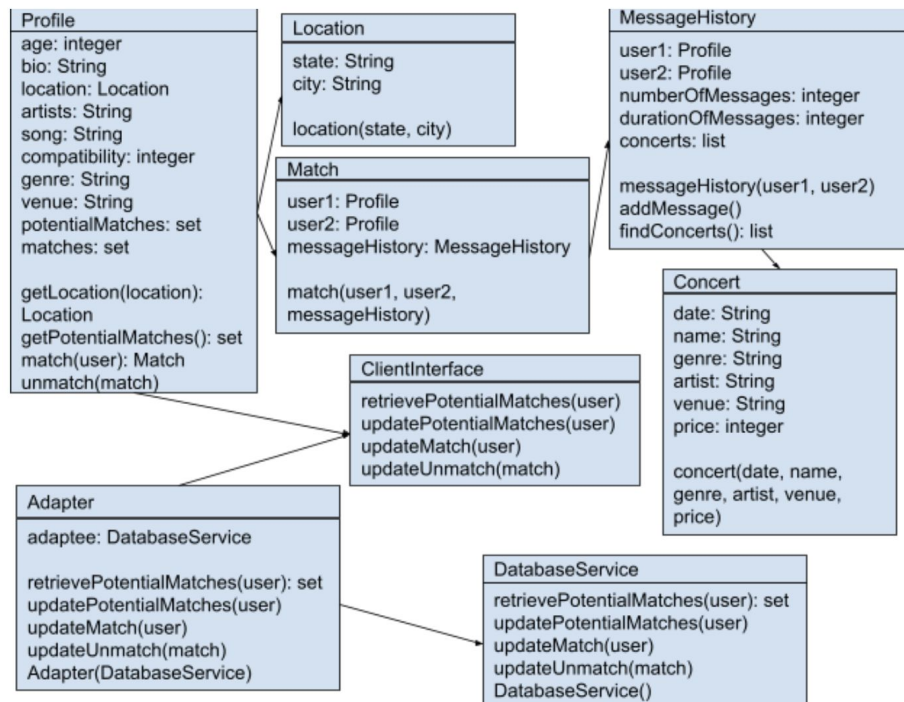 Profile
age: integer
bio: String
location: Location
artists: String
song: String
compatibility: integer
genre: String
venue: String
potentialMatches: set
matches: set
getLocation(location):
Location
getPotentialMatches(): set
match(user): Match
unmatch(match)
Location
state: String
city: String
location(state, city)
Match
user1: Profile
user2: Profile
messageHistory: MessageHistory
match(user1, user2,
messageHistory)
MessageHistory
user1: Profile
user2: Profile
numberOfMessages: integer
durationOfMessages: integer
concerts: list
messageHistory(user1, user2)
addMessage()
findConcerts(): list
Concert
date: String
name: String
genre: String
artist: String
venue: String
price: integer
concert(date, name,
genre, artist, venue,
price)
ClientInterface
retrievePotentialMatches(user)
updatePotentialMatches(user)
updateMatch(user)
updateUnmatch(match)
Adapter
adaptee: DatabaseService
retrievePotentialMatches(user): set
updatePotentialMatches(user)
updateMatch(user)
updateUnmatch(match)
Adapter(DatabaseService)
DatabaseService
retrievePotentialMatches(user): set
updatePotentialMatches(user)
updateMatch(user)
updateUnmatch(match)
DatabaseService()